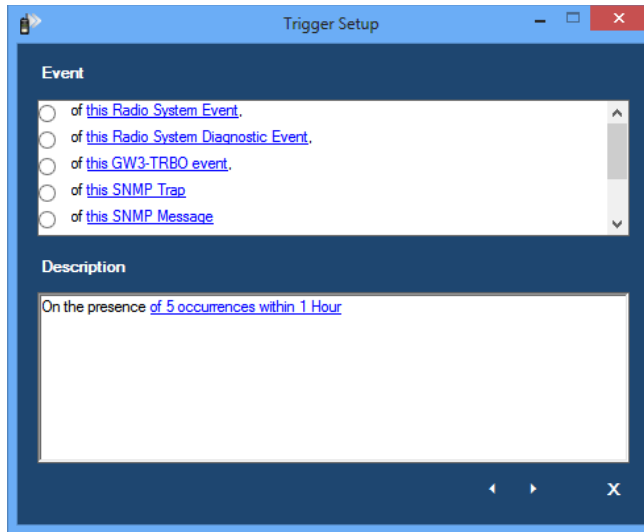 Trigger Setup
Event
of this Radio System Event,
of this Radio System Diagnostic Event,
of this GW3-TRBO event,
of this SNMP Trap
of this SNMP Message
Description
On the presence of 5 occurrences within 1 Hour
X